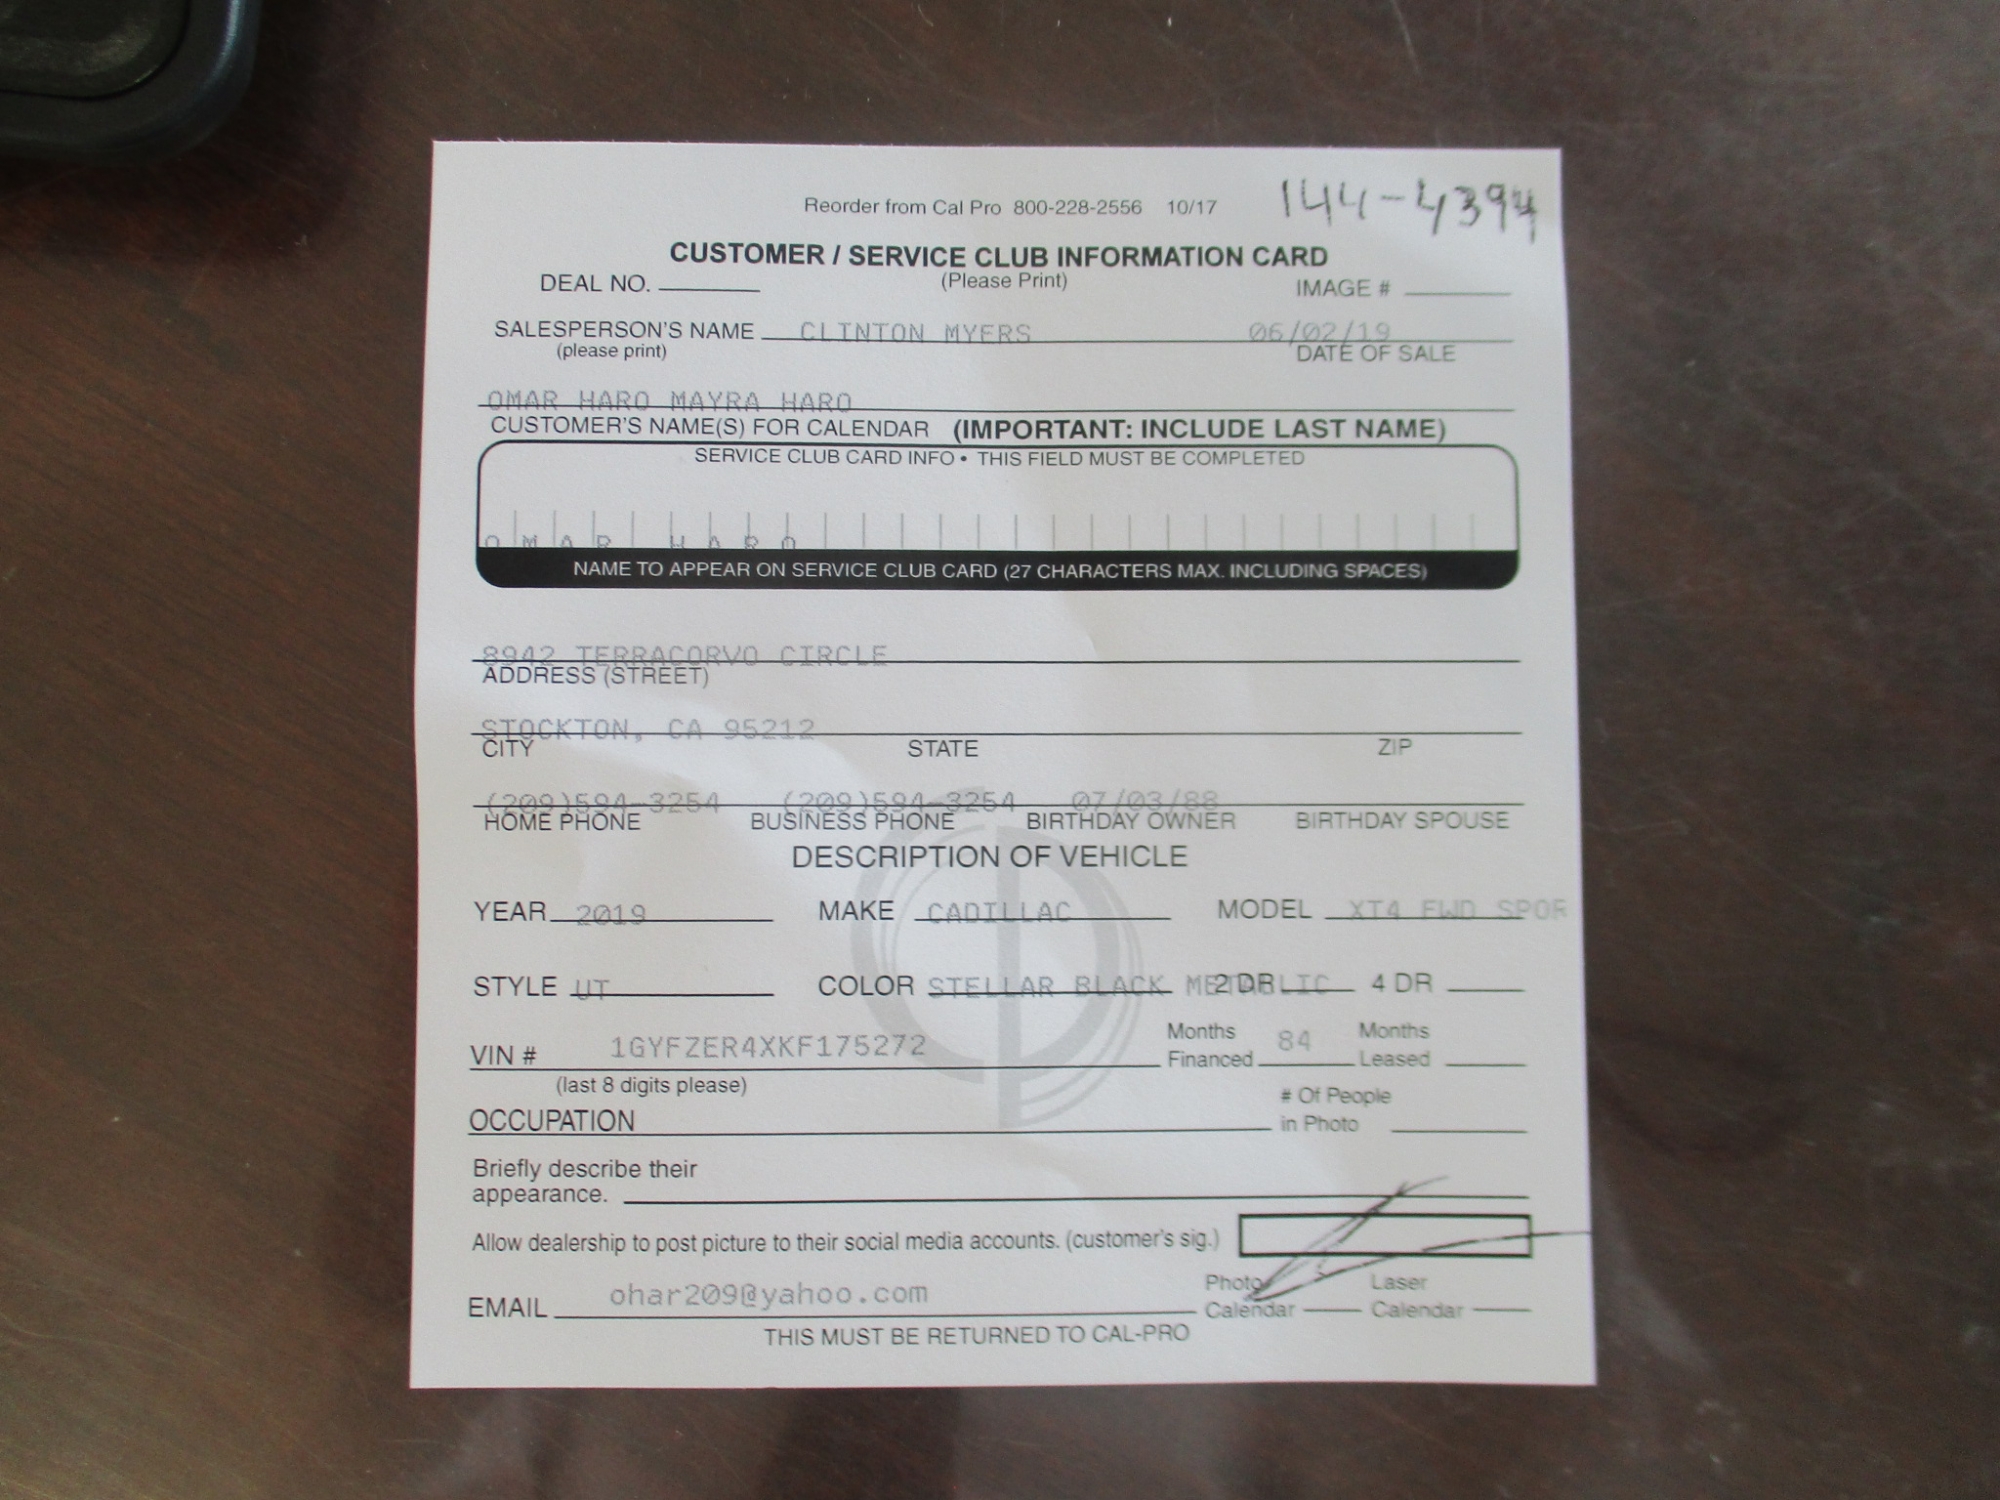 Reorder from Cal Pro 800-228-2556 10/17 144-4394
CUSTOMER / SERVICE CLUB INFORMATION CARD
DEAL NO. (Please Print) IMAGE #
SALESPERSON'S NAME CLINTON MYERS 06/02/19
(please print) DATE OF SALE
OMAR HARO MAYRA HARO
CUSTOMER'S NAME(S) FOR CALENDAR (IMPORTANT: INCLUDE LAST NAME)
SERVICE CLUB CARD INFO • THIS FIELD MUST BE COMPLETED
OMAR HARO
NAME TO APPEAR ON SERVICE CLUB CARD (27 CHARACTERS MAX. INCLUDING SPACES)
8942 TERRACORVO CIRCLE
ADDRESS (STREET)
STOCKTON, CA 95212
CITY STATE ZIP
(209)594-3254 (209)594-3254 07/03/88
HOME PHONE BUSINESS PHONE BIRTHDAY OWNER BIRTHDAY SPOUSE
DESCRIPTION OF VEHICLE
YEAR 2019 MAKE CADILLAC MODEL XT4 FWD SPOR
STYLE UT COLOR STELLAR BLACK METALLIC 2 DR 4 DR
VIN # 1GYFZER4XKF175272 Months Financed 84 Months Leased
(last 8 digits please)
OCCUPATION # Of People in Photo
Briefly describe their
appearance.
Allow dealership to post picture to their social media accounts. (customer's sig.)
EMAIL ohar209@yahoo.com Photo Calendar Laser Calendar
THIS MUST BE RETURNED TO CAL-PRO